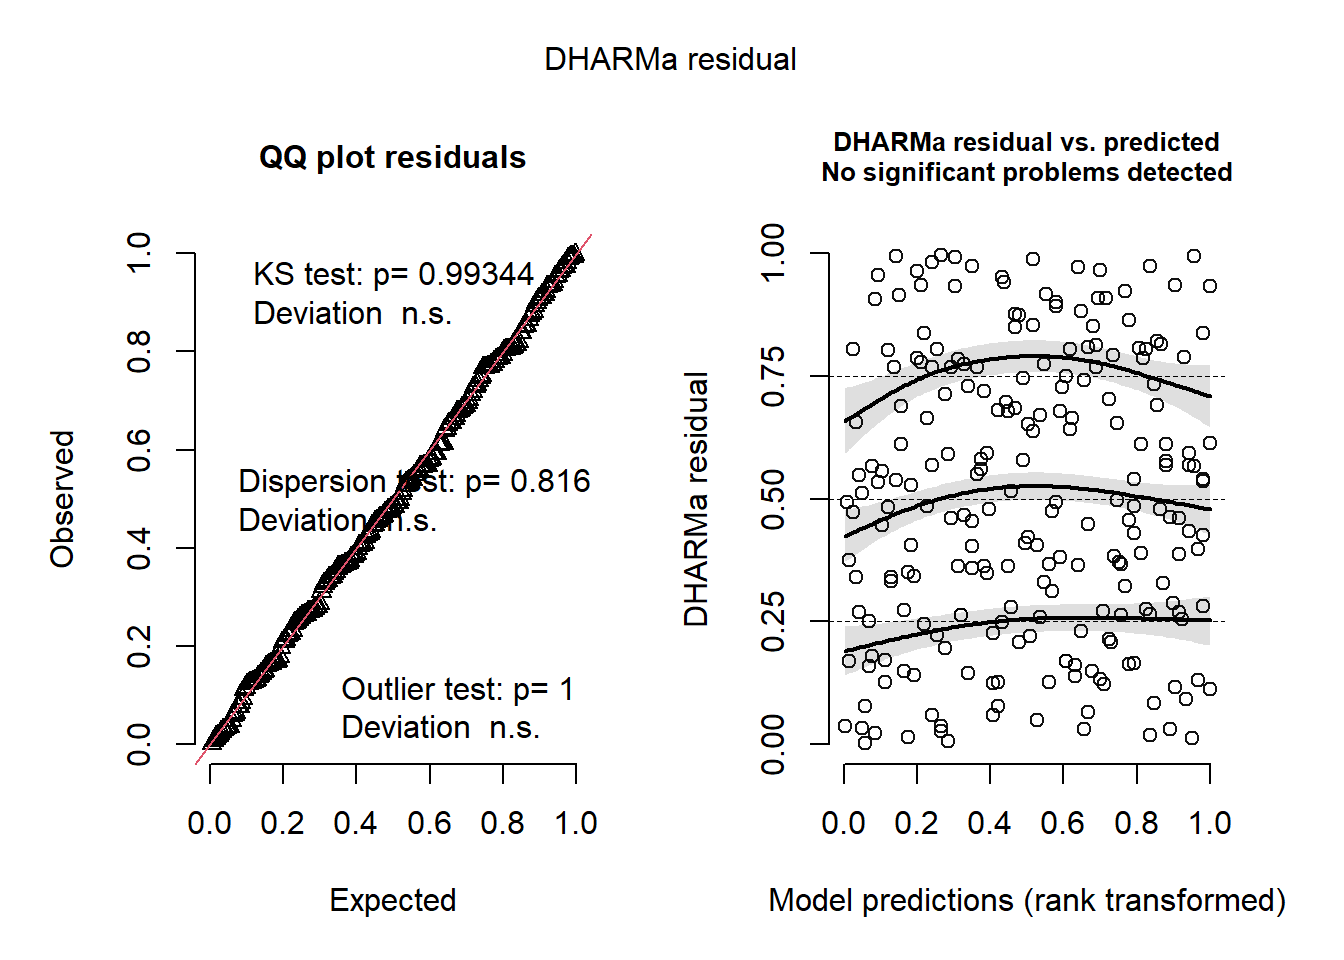 DHARMa residual
QQ plot residuals
KS test: p= 0.99344
Deviation  n.s.
Dispersion test: p= 0.816
Deviation n.s.
Outlier test: p= 1
Deviation  n.s.
Observed
0.0
0.2
0.4
0.6
0.8
1.0
0.0 0.2 0.4 0.6 0.8 1.0
Expected
DHARMa residual vs. predicted
No significant problems detected
DHARMa residual
0.00
0.25
0.50
0.75
1.00
0.0 0.2 0.4 0.6 0.8 1.0
Model predictions (rank transformed)